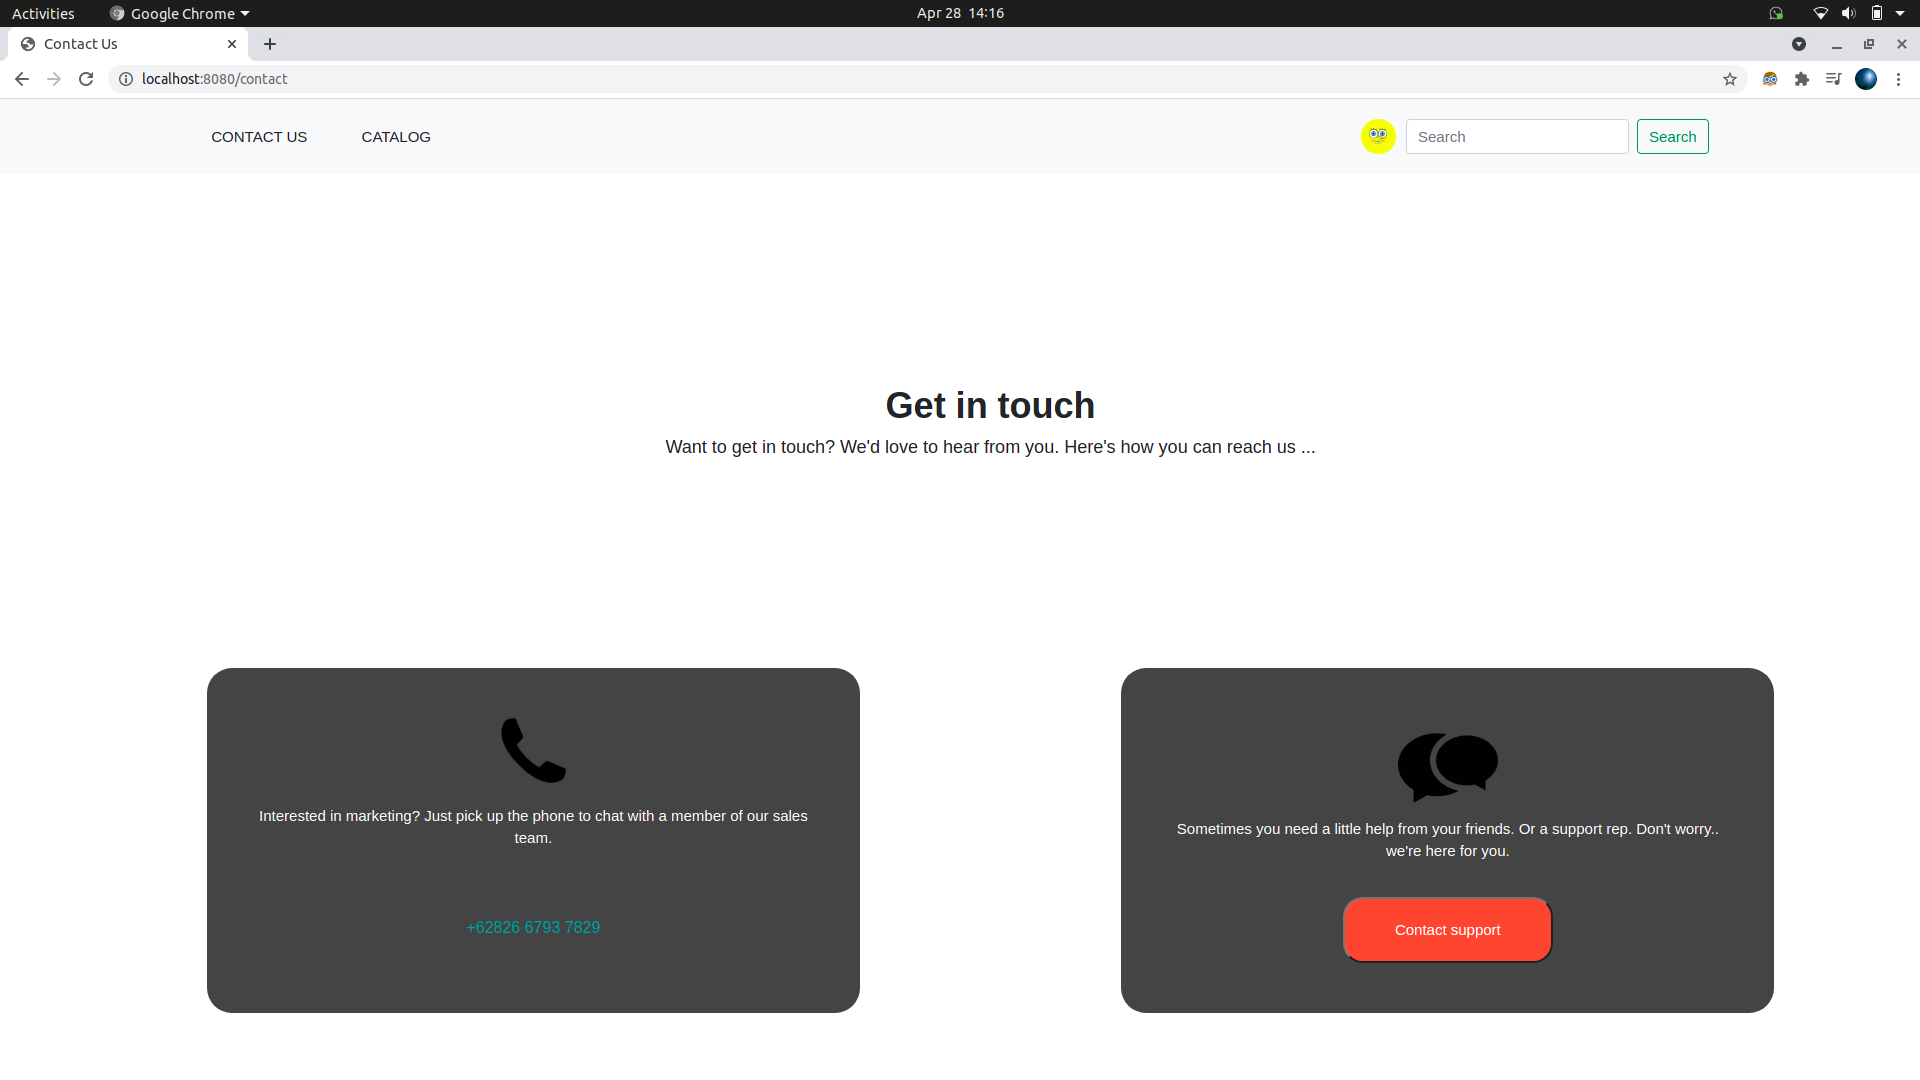 Activities
Google Chrome
Apr 28 14:16
Contact Us
localhost:8080/contact
CONTACT US
CATALOG
Search
Search
Get in touch
Want to get in touch? We'd love to hear from you. Here's how you can reach us ...
Interested in marketing? Just pick up the phone to chat with a member of our sales
team.
+62826 6793 7829
Sometimes you need a little help from your friends. Or a support rep. Don't worry..
we're here for you.
Contact support